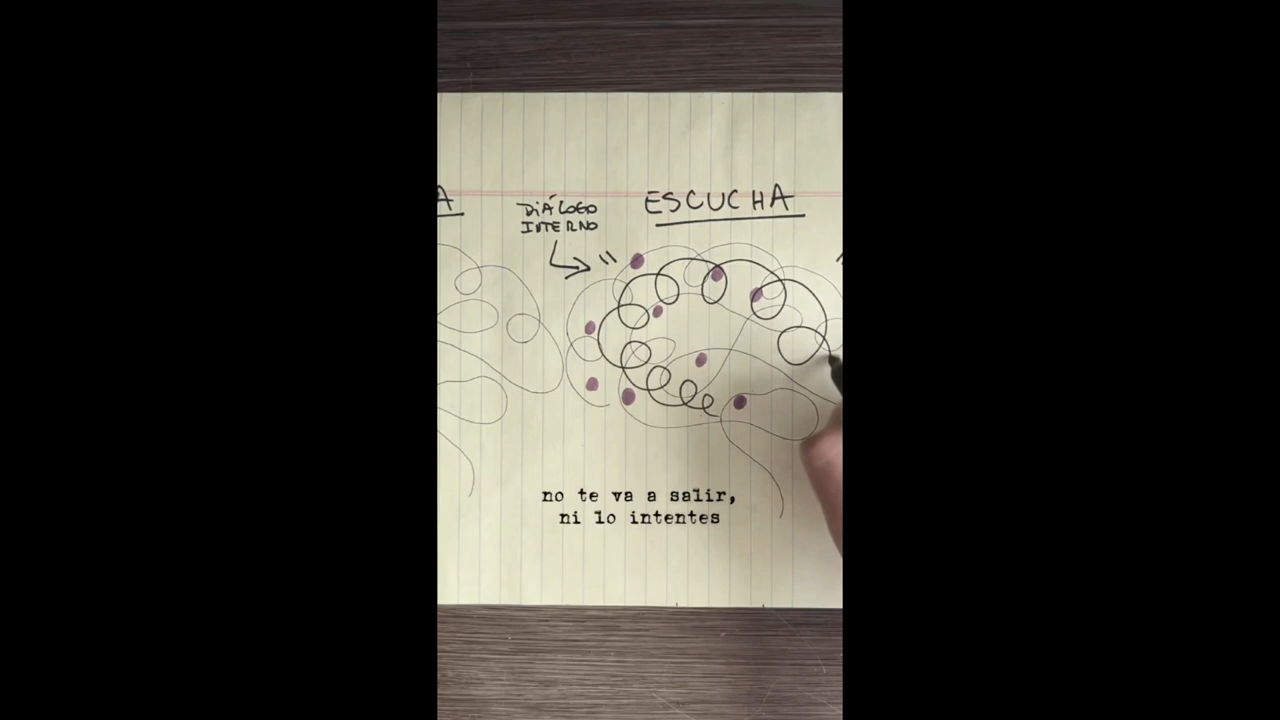 A
ESCUCHA
DIÁLOGO
INTERNO
"
"
no te va a salir,
ni lo intentes